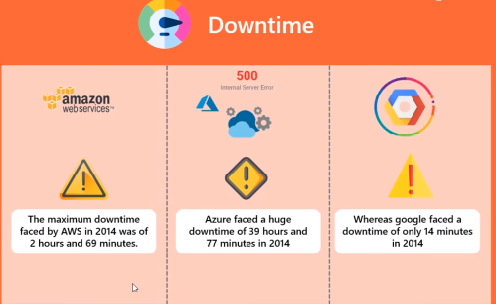 Downtime
amazon
webservices™
The maximum downtime
faced by AWS in 2014 was of
2 hours and 69 minutes.
500
Internal Server Error
Azure faced a huge
downtime of 39 hours and
77 minutes in 2014
Whereas google faced a
downtime of only 14 minutes
in 2014